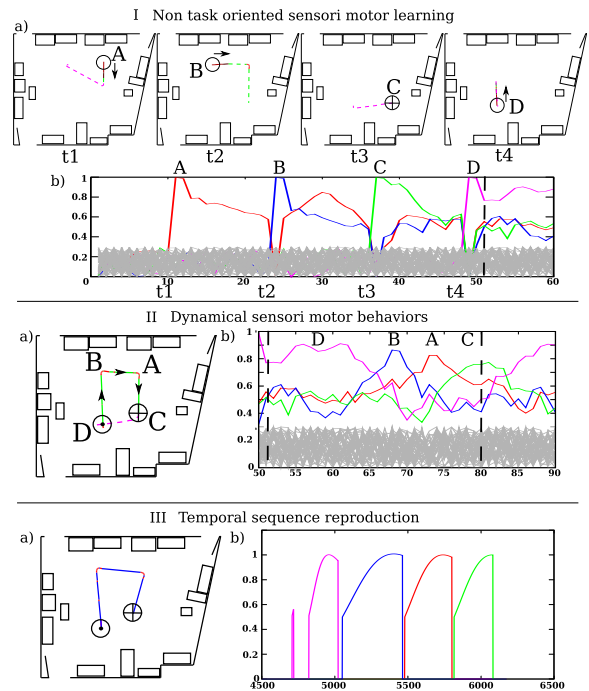 I Non task oriented sensori motor learning
a)
A
B
C
D
t1 t2 t3 t4
b)
A B C D
1
0.8
0.6
0.4
0.2
0 10 20 30 40 50 60
t1 t2 t3 t4
II Dynamical sensori motor behaviors
a)
B A
D C
b)
D B A C
1
0.8
0.6
0.4
0.2
0
50 55 60 65 70 75 80 85 90
III Temporal sequence reproduction
a)
b)
1
0.8
0.6
0.4
0.2
0
4500 5000 5500 6000 6500